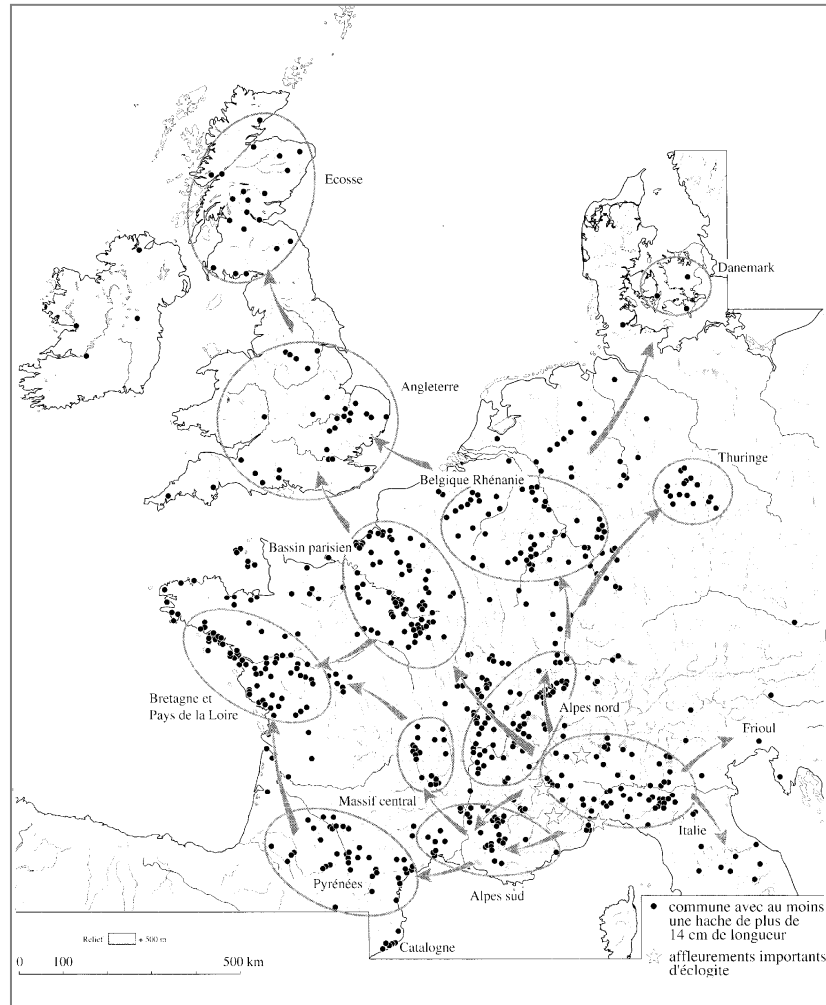 Ecosse
Danemark
Angleterre
Thuringe
Belgique Rhénanie
Bassin parisien
Bretagne et
Pays de la Loire
Alpes nord
Frioul
Massif central
Italie
Pyrénées
Alpes sud
Catalogne
commune avec au moins
une hache de plus de
14 cm de longueur
affleurements importants
d'éclogite
Relief + 500 m
0 100 500 km